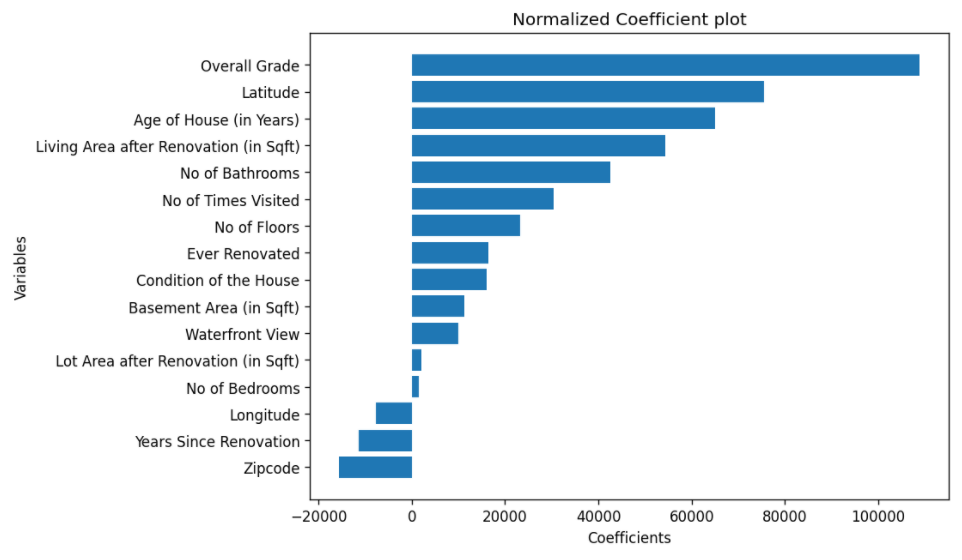 Normalized Coefficient plot
Overall Grade
Latitude
Age of House (in Years)
Living Area after Renovation (in Sqft)
No of Bathrooms
No of Times Visited
No of Floors
Ever Renovated
Condition of the House
Basement Area (in Sqft)
Waterfront View
Lot Area after Renovation (in Sqft)
No of Bedrooms
Longitude
Years Since Renovation
Zipcode
Variables
−20000 0 20000 40000 60000 80000 100000
Coefficients